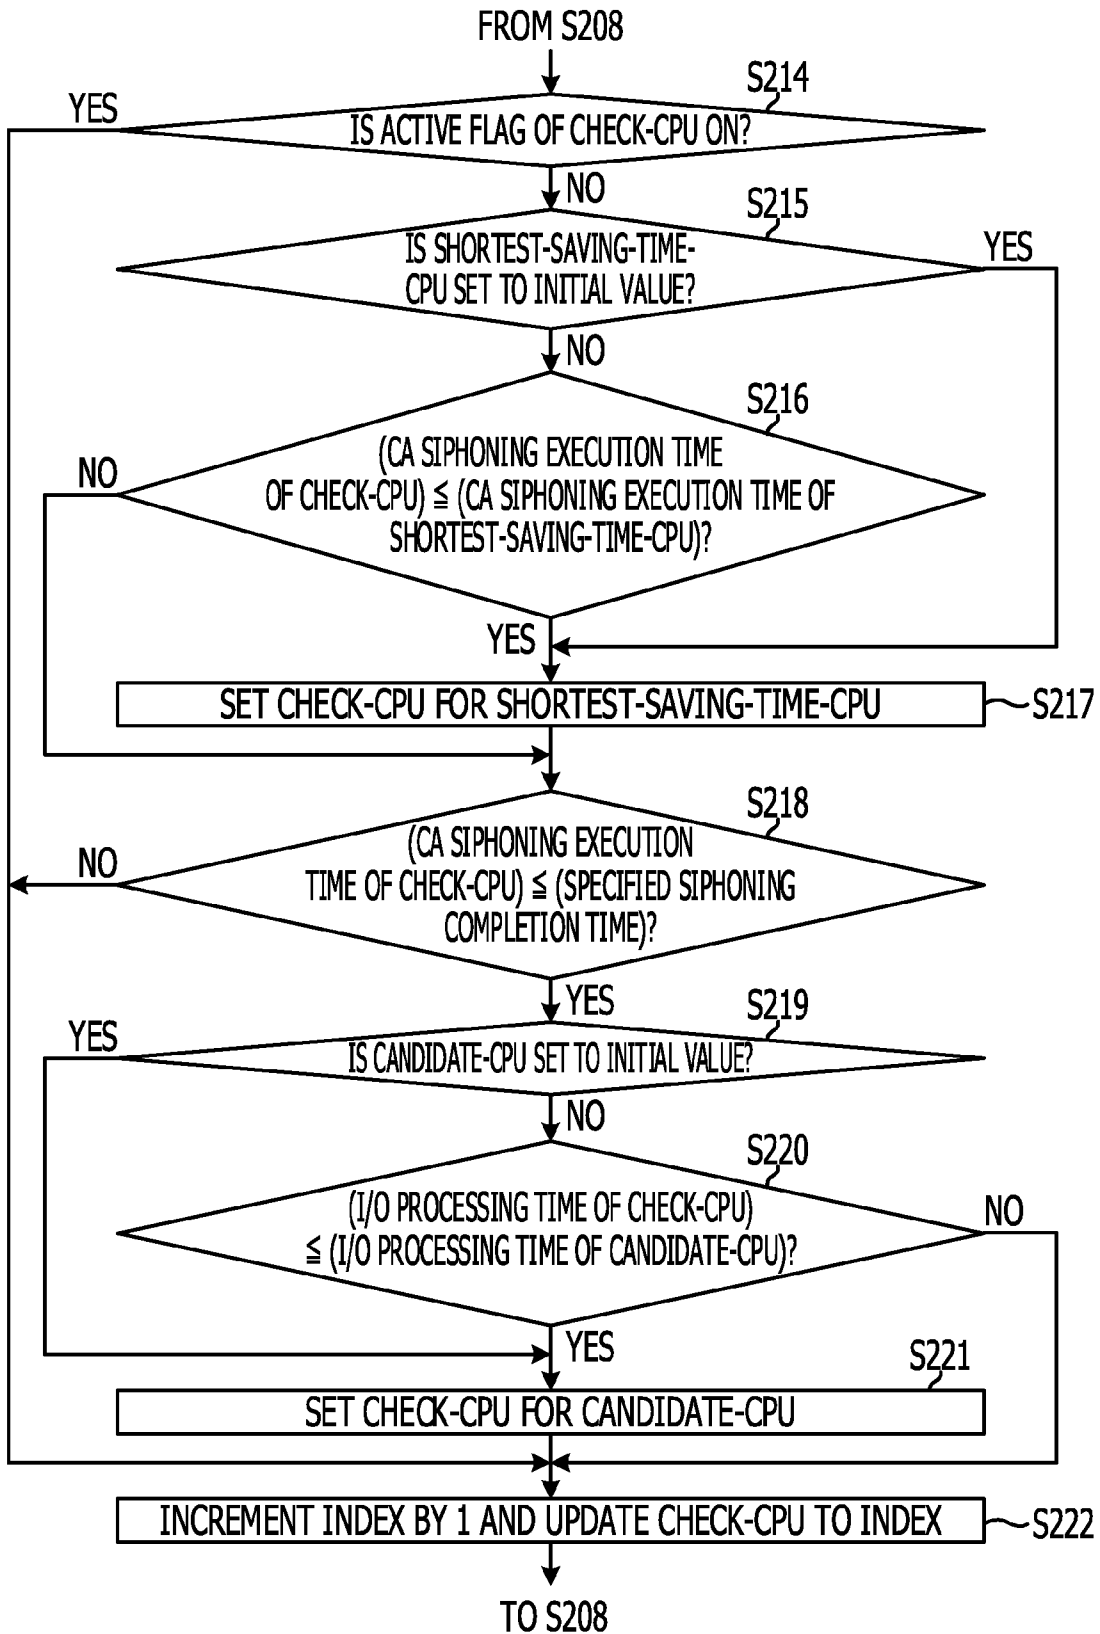 FROM S208
S214
YES
IS ACTIVE FLAG OF CHECK-CPU ON?
NO
S215
IS SHORTEST-SAVING-TIME-
CPU SET TO INITIAL VALUE?
YES
NO
S216
(CA SIPHONING EXECUTION TIME
OF CHECK-CPU) ≦ (CA SIPHONING EXECUTION TIME OF
SHORTEST-SAVING-TIME-CPU)?
NO
YES
SET CHECK-CPU FOR SHORTEST-SAVING-TIME-CPU
S217
S218
(CA SIPHONING EXECUTION
TIME OF CHECK-CPU) ≦ (SPECIFIED SIPHONING
COMPLETION TIME)?
NO
YES
S219
YES
IS CANDIDATE-CPU SET TO INITIAL VALUE?
NO
S220
(I/O PROCESSING TIME OF CHECK-CPU)
≦ (I/O PROCESSING TIME OF CANDIDATE-CPU)?
NO
YES
S221
SET CHECK-CPU FOR CANDIDATE-CPU
INCREMENT INDEX BY 1 AND UPDATE CHECK-CPU TO INDEX
S222
TO S208